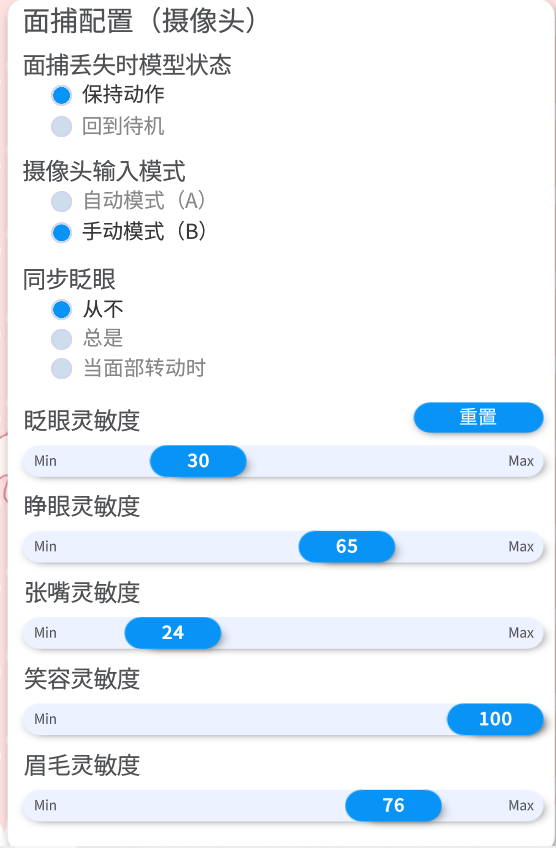 面捕配置（摄像头）
面捕丢失时模型状态
保持动作
回到待机
摄像头输入模式
自动模式（A）
手动模式（B）
同步眨眼
从不
总是
当面部转动时
眨眼灵敏度
重置
Min 30 Max
睁眼灵敏度
Min 65 Max
张嘴灵敏度
Min 24 Max
笑容灵敏度
Min 100
眉毛灵敏度
Min 76 Max